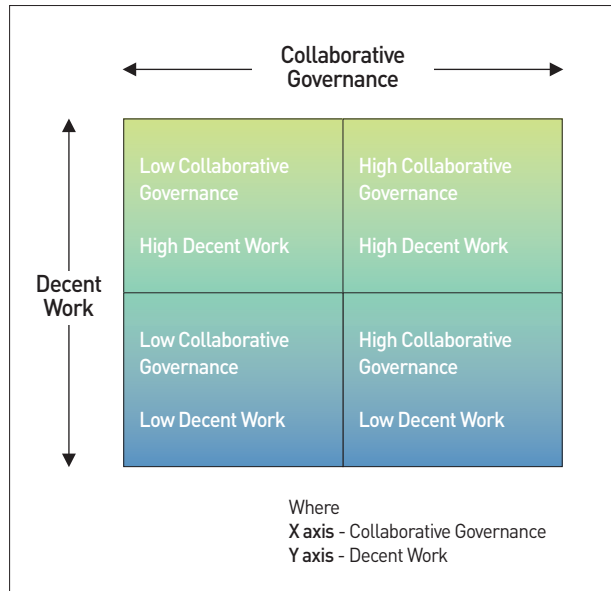 Collaborative
Governance
Low Collaborative
Governance
High Decent Work
High Collaborative
Governance
High Decent Work
Decent
Work
Low Collaborative
Governance
Low Decent Work
High Collaborative
Governance
Low Decent Work
Where
X axis - Collaborative Governance
Y axis - Decent Work